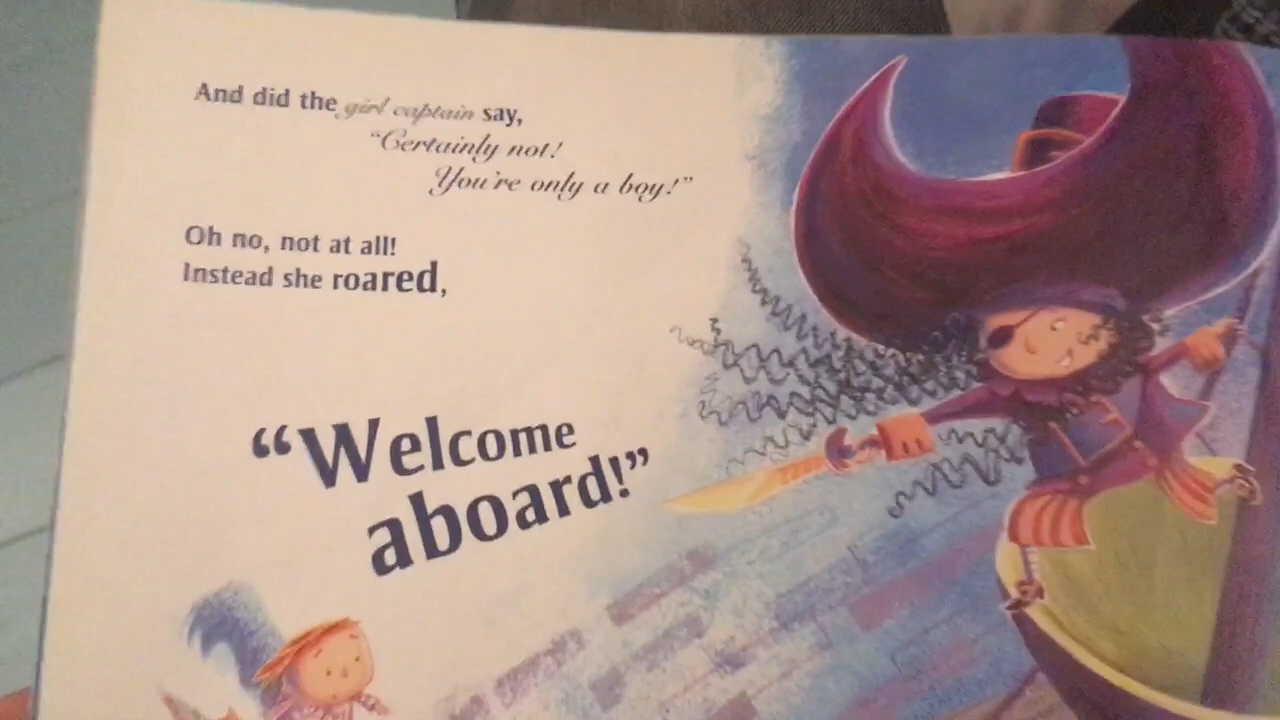 And did the girl captain say,
“Certainly not!
You're only a boy!”
Oh no, not at all!
Instead she roared,
“Welcome
aboard!”